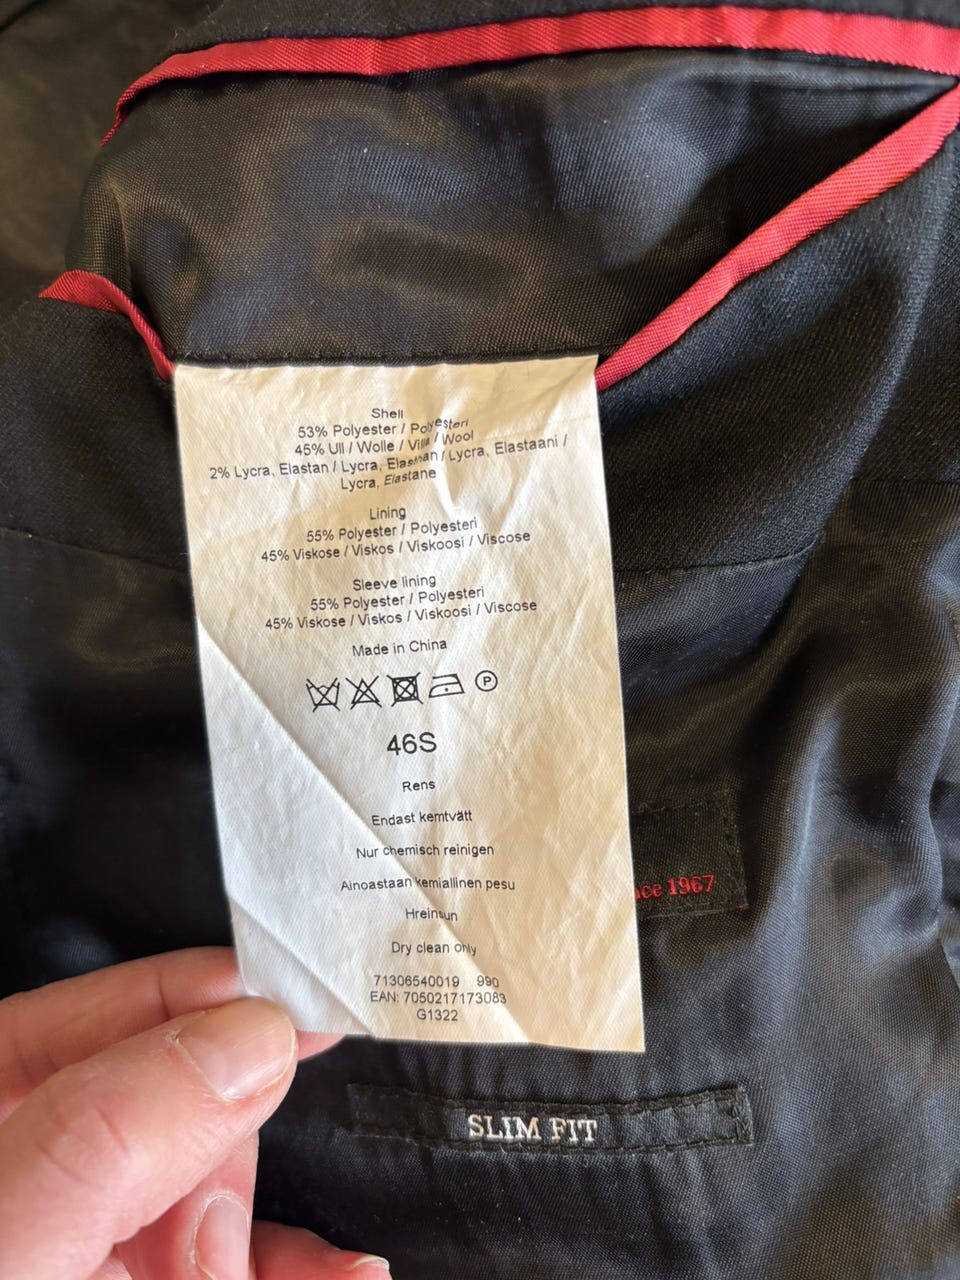 Shell
53% Polyester / Polyesteri
45% Ull / Wolle / Villa / Wool
2% Lycra, Elastan / Lycra, Elasthan / Lycra, Elastaani /
Lycra, Elastane
Lining
55% Polyester / Polyesteri
45% Viskose / Viskos / Viskoosi / Viscose
Sleeve lining
55% Polyester / Polyesteri
45% Viskose / Viskos / Viskoosi / Viscose
Made in China
P
46S
Rens
Endast kemtvätt
Nur chemisch reinigen
Ainoastaan kemiallinen pesu
Hreinsun
Dry clean only
71306540019 990
EAN: 7050217173083
G1322
1967
SLIM FIT